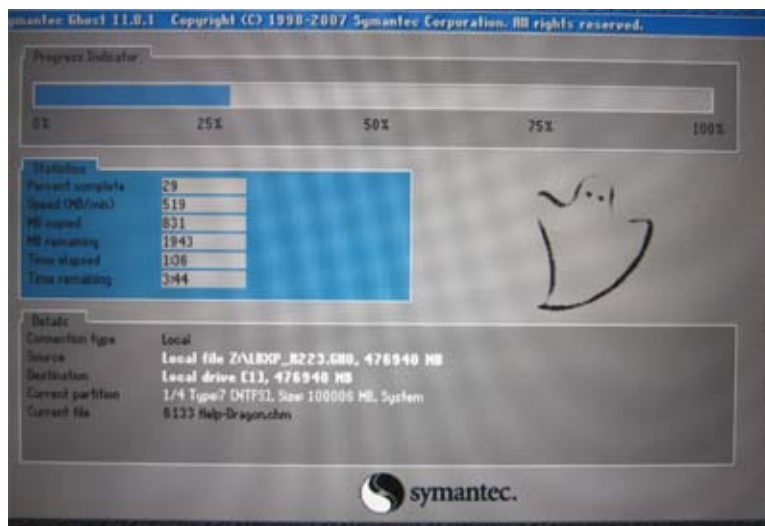 mantec Ghost 11.0.1 Copyright (C) 1998-2007 Symantec Corporation. All rights reserved.
Progress Indicator
0% 25% 50% 75% 100%
Statistics
Percent complete 29
Speed (MB/min) 519
MB copied 831
MB remaining 1943
Time elapsed 1:06
Time remaining 3:44
Details
Connection type Local
Source Local file 476940 MB
Destination Local drive [1], 476940 MB
Current partition 1/4 Type:7 [NTFS], Size: 100006 MB, System
Current file 6133 Help-Dragon.chm
symantec.